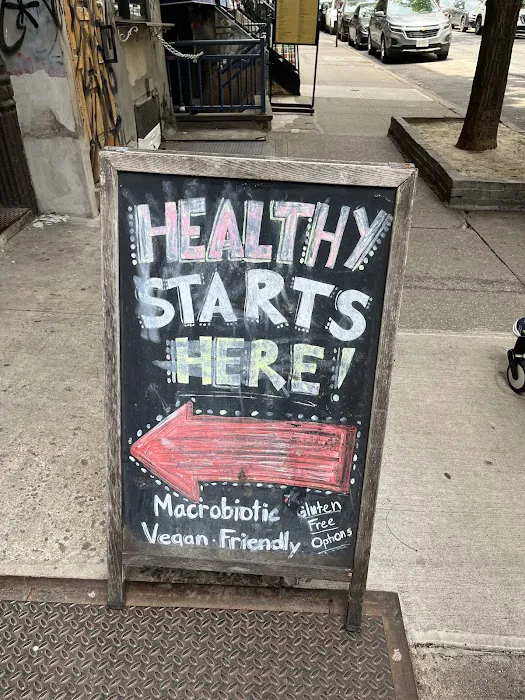 HEALTHY
STARTS
HERE!
Macrobiotic
Vegan-Friendly
Gluten
Free
Options